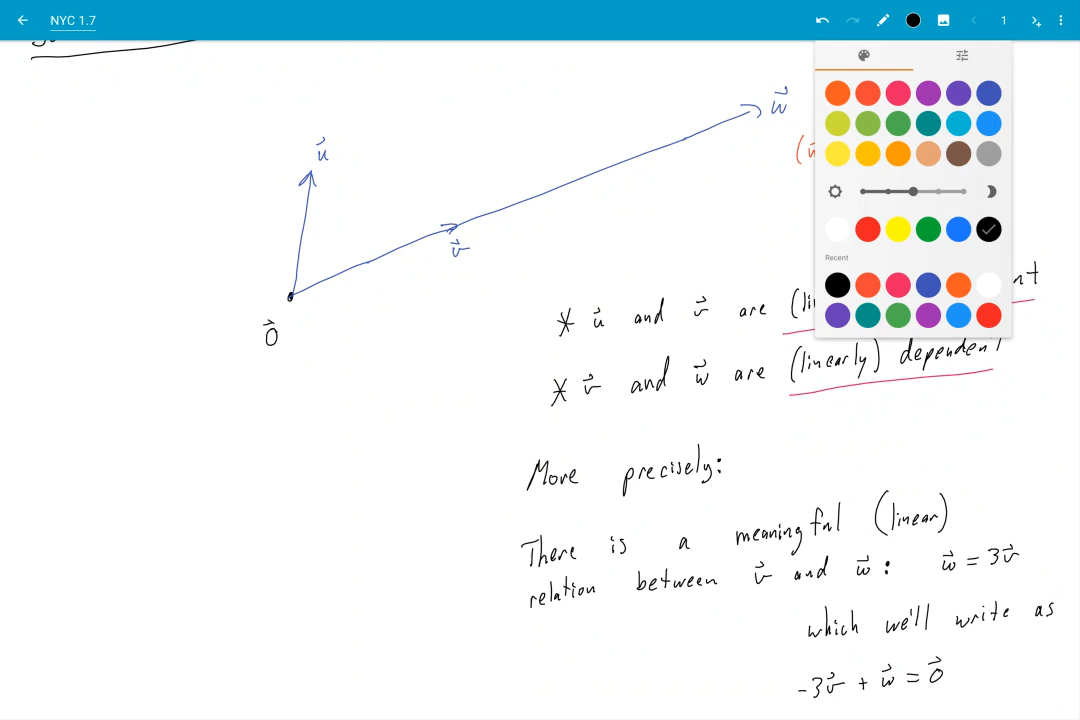 NYC 1.7
1
u⃗
w⃗
v⃗
0⃗
Recent
* u⃗ and v⃗ are
* v⃗ and w⃗ are (linearly) dependent
More precisely:
There is a meaningful (linear)
relation between v⃗ and w⃗: w⃗ = 3v⃗
which we'll write as
-3v⃗ + w⃗ = 0⃗